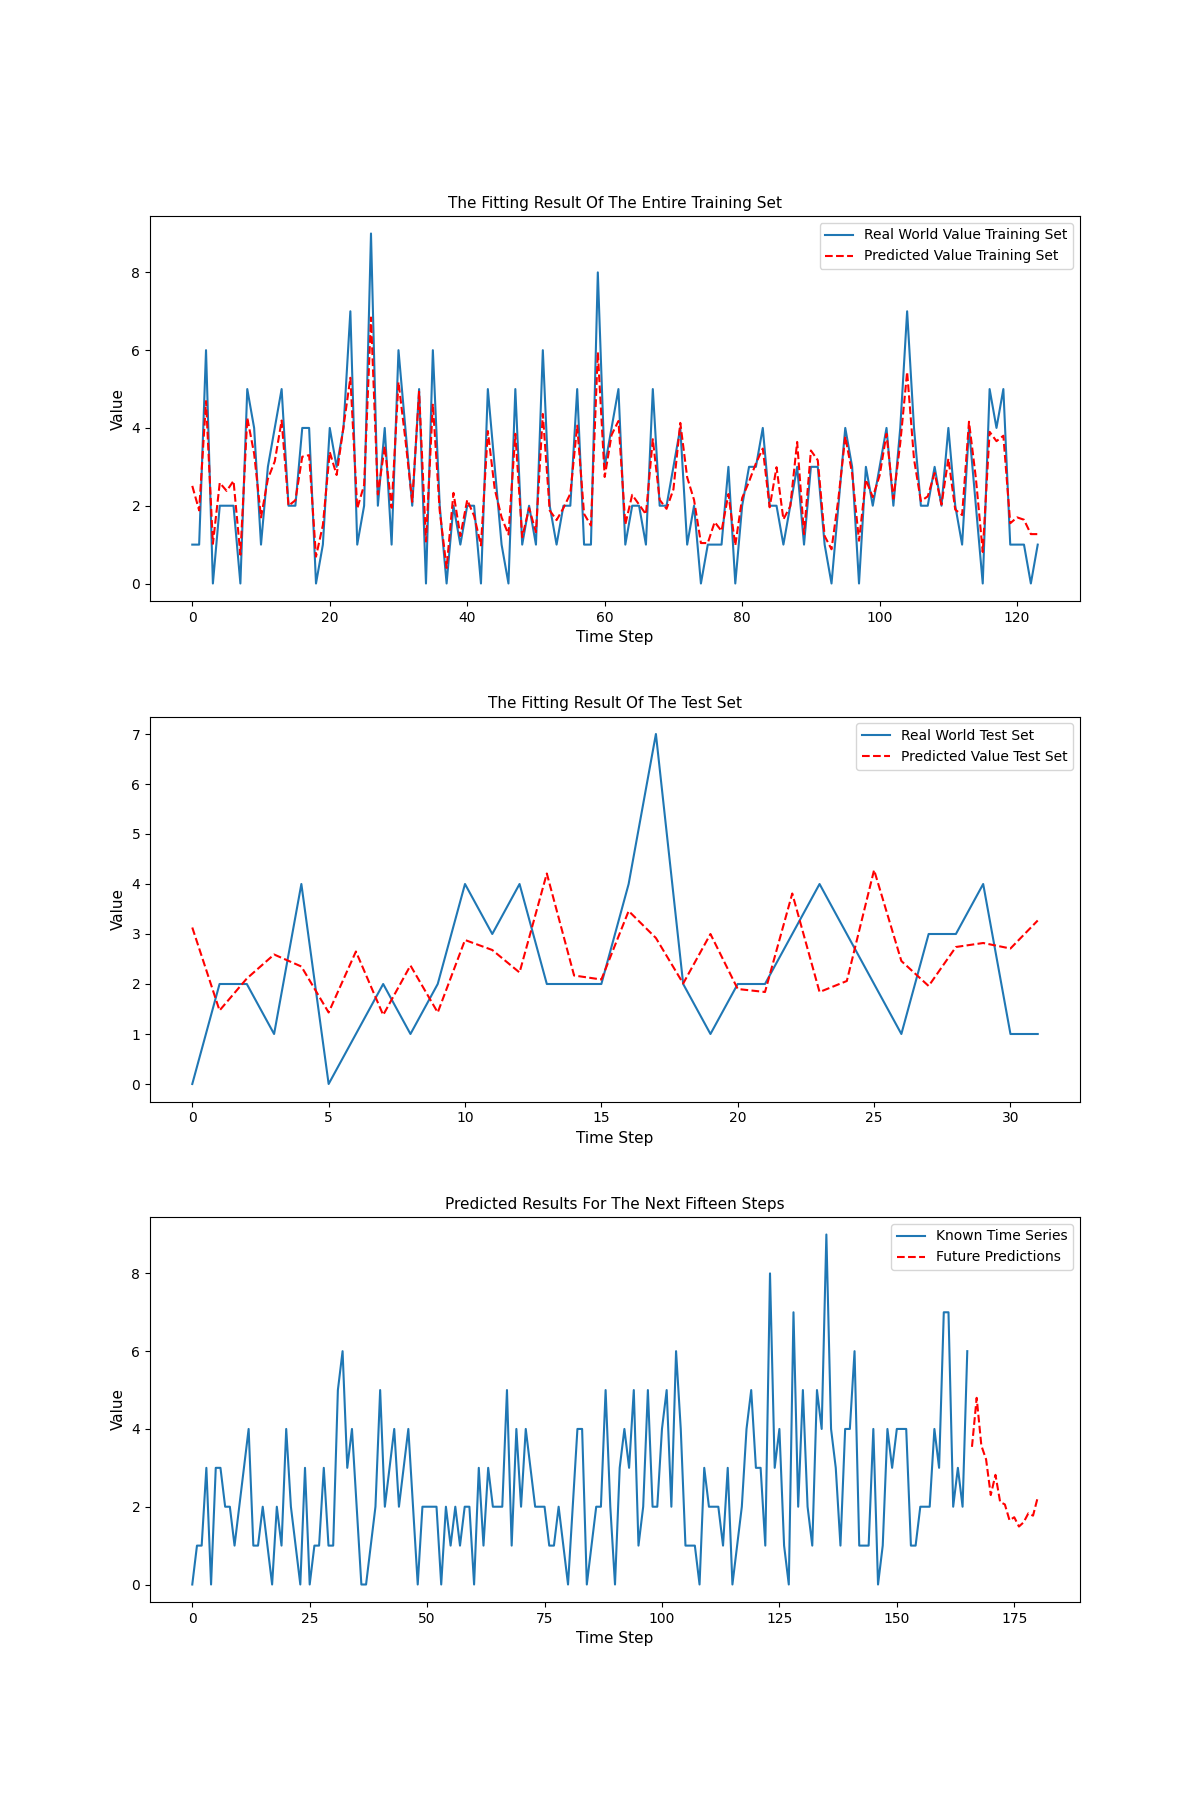 The Fitting Result Of The Entire Training Set
Real World Value Training Set
Predicted Value Training Set
Value
8
6
4
2
0
0 20 40 60 80 100 120
Time Step
The Fitting Result Of The Test Set
Real World Test Set
Predicted Value Test Set
Value
7
6
5
4
3
2
1
0
0 5 10 15 20 25 30
Time Step
Predicted Results For The Next Fifteen Steps
Known Time Series
Future Predictions
Value
8
6
4
2
0
0 25 50 75 100 125 150 175
Time Step